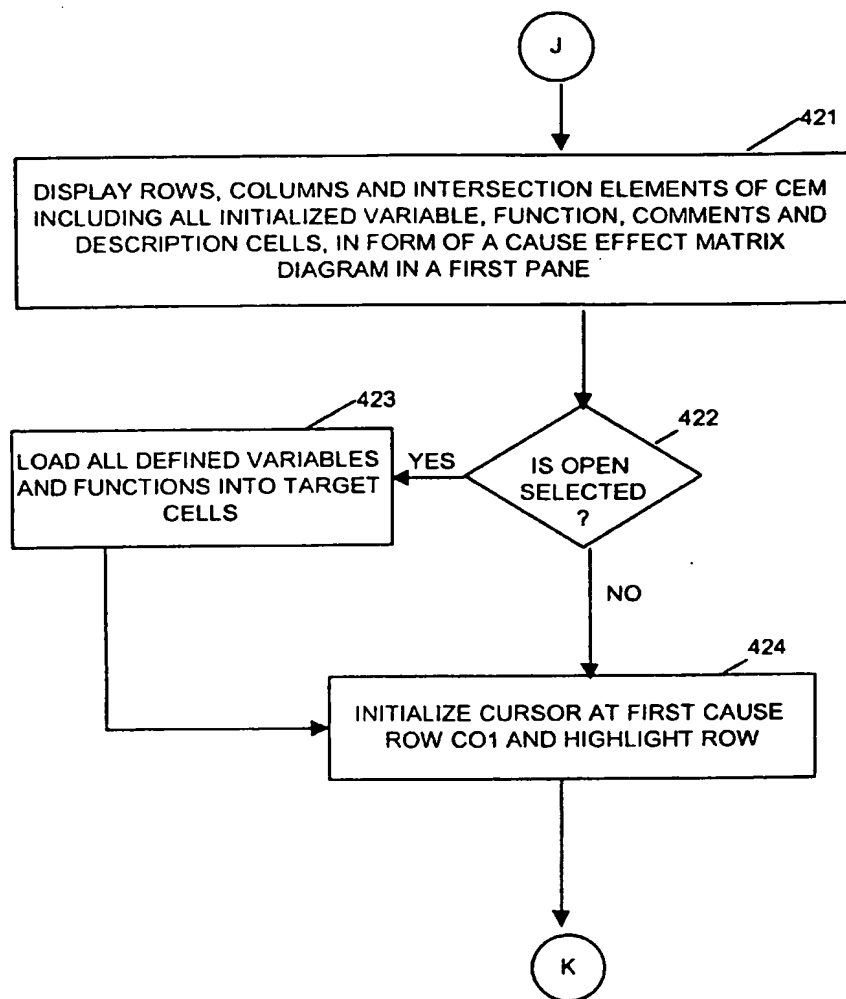 J
421
DISPLAY ROWS, COLUMNS AND INTERSECTION ELEMENTS OF CEM
INCLUDING ALL INITIALIZED VARIABLE, FUNCTION, COMMENTS AND
DESCRIPTION CELLS, IN FORM OF A CAUSE EFFECT MATRIX
DIAGRAM IN A FIRST PANE
423
LOAD ALL DEFINED VARIABLES
AND FUNCTIONS INTO TARGET
CELLS
YES
422
IS OPEN
SELECTED
?
NO
424
INITIALIZE CURSOR AT FIRST CAUSE
ROW CO1 AND HIGHLIGHT ROW
K